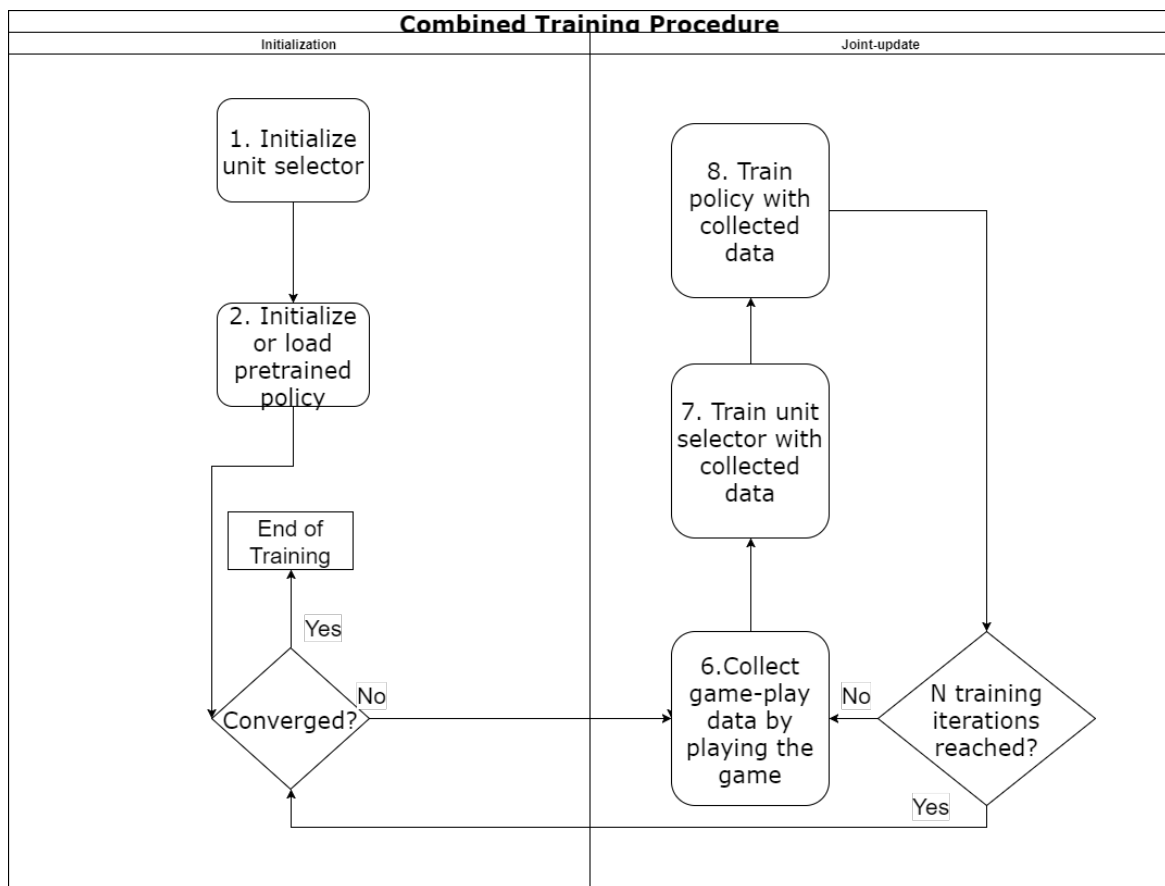 Combined Training Procedure
Initialization
Joint-update
1. Initialize
unit selector
2. Initialize
or load
pretrained
policy
End of
Training
Yes
No
Converged?
8. Train
policy with
collected
data
7. Train unit
selector with
collected
data
6.Collect
game-play
data by
playing the
game
No
N training
iterations
reached?
Yes